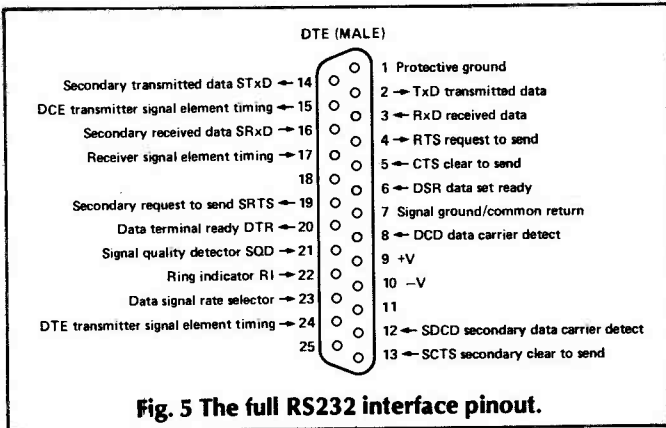 DTE (MALE)
1 Protective ground
Secondary transmitted data STxD ← 14
2 → TxD transmitted data
DCE transmitter signal element timing ← 15
3 ← RxD received data
Secondary received data SRxD → 16
4 → RTS request to send
Receiver signal element timing → 17
5 ← CTS clear to send
18
6 ← DSR data set ready
Secondary request to send SRTS ← 19
7 Signal ground/common return
Data terminal ready DTR ← 20
8 ← DCD data carrier detect
Signal quality detector SQD → 21
9 +V
Ring indicator RI → 22
10 −V
Data signal rate selector → 23
11
DTE transmitter signal element timing → 24
12 ← SDCD secondary data carrier detect
25
13 ← SCTS secondary clear to send
Fig. 5 The full RS232 interface pinout.